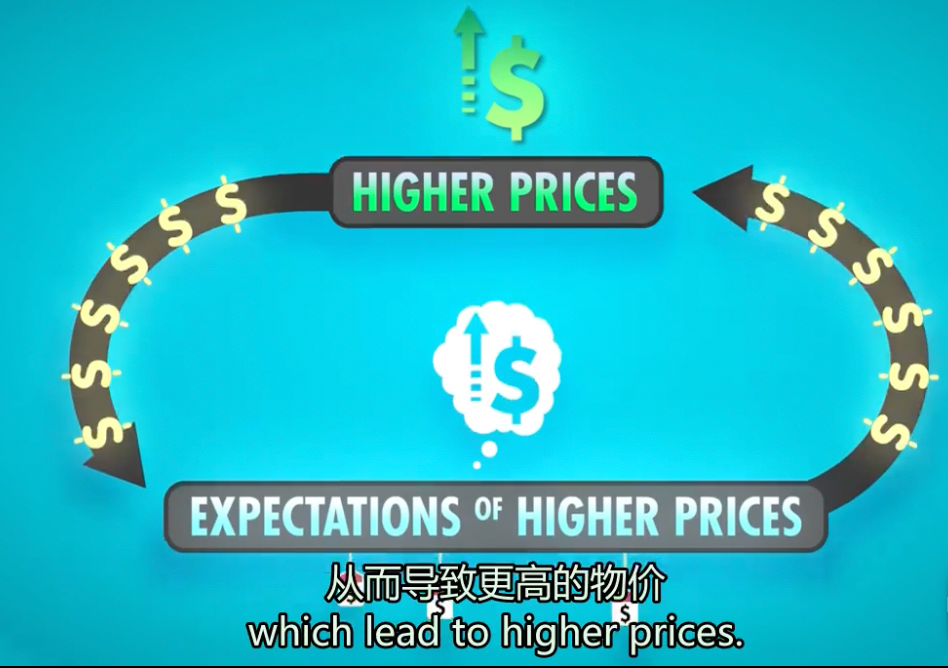 $
HIGHER PRICES
$
EXPECTATIONS OF HIGHER PRICES
从而导致更高的物价
which lead to higher prices.